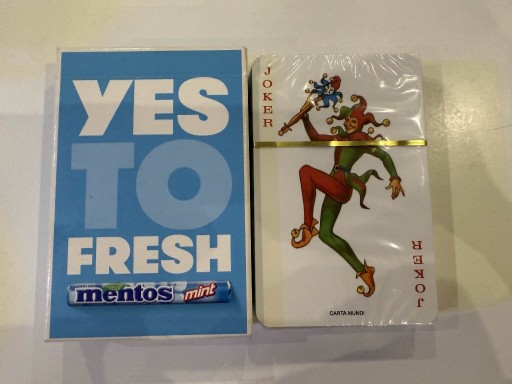 YES
TO
FRESH
mentos mint
JOKER
CARTA MUNDI
JOKER